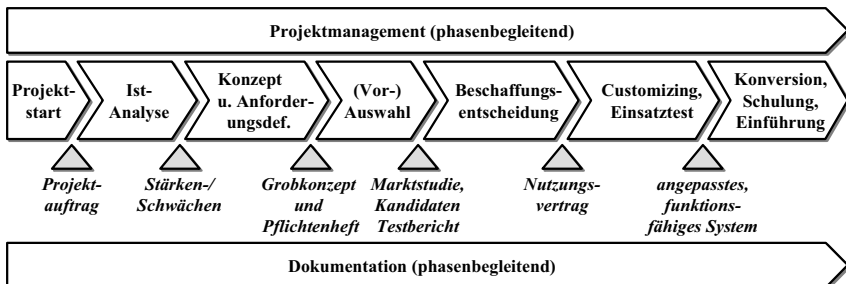 Projektmanagement (phasenbegleitend)
Projekt-
start
Ist-
Analyse
Konzept
u. Anforder-
ungsdef.
(Vor-)
Auswahl
Beschaffungs-
entscheidung
Customizing,
Einsatztest
Konversion,
Schulung,
Einführung
Projekt-
auftrag
Stärken-/
Schwächen
Grobkonzept
und
Pflichtenheft
Marktstudie,
Kandidaten
Testbericht
Nutzungs-
vertrag
angepasstes,
funktions-
fähiges System
Dokumentation (phasenbegleitend)